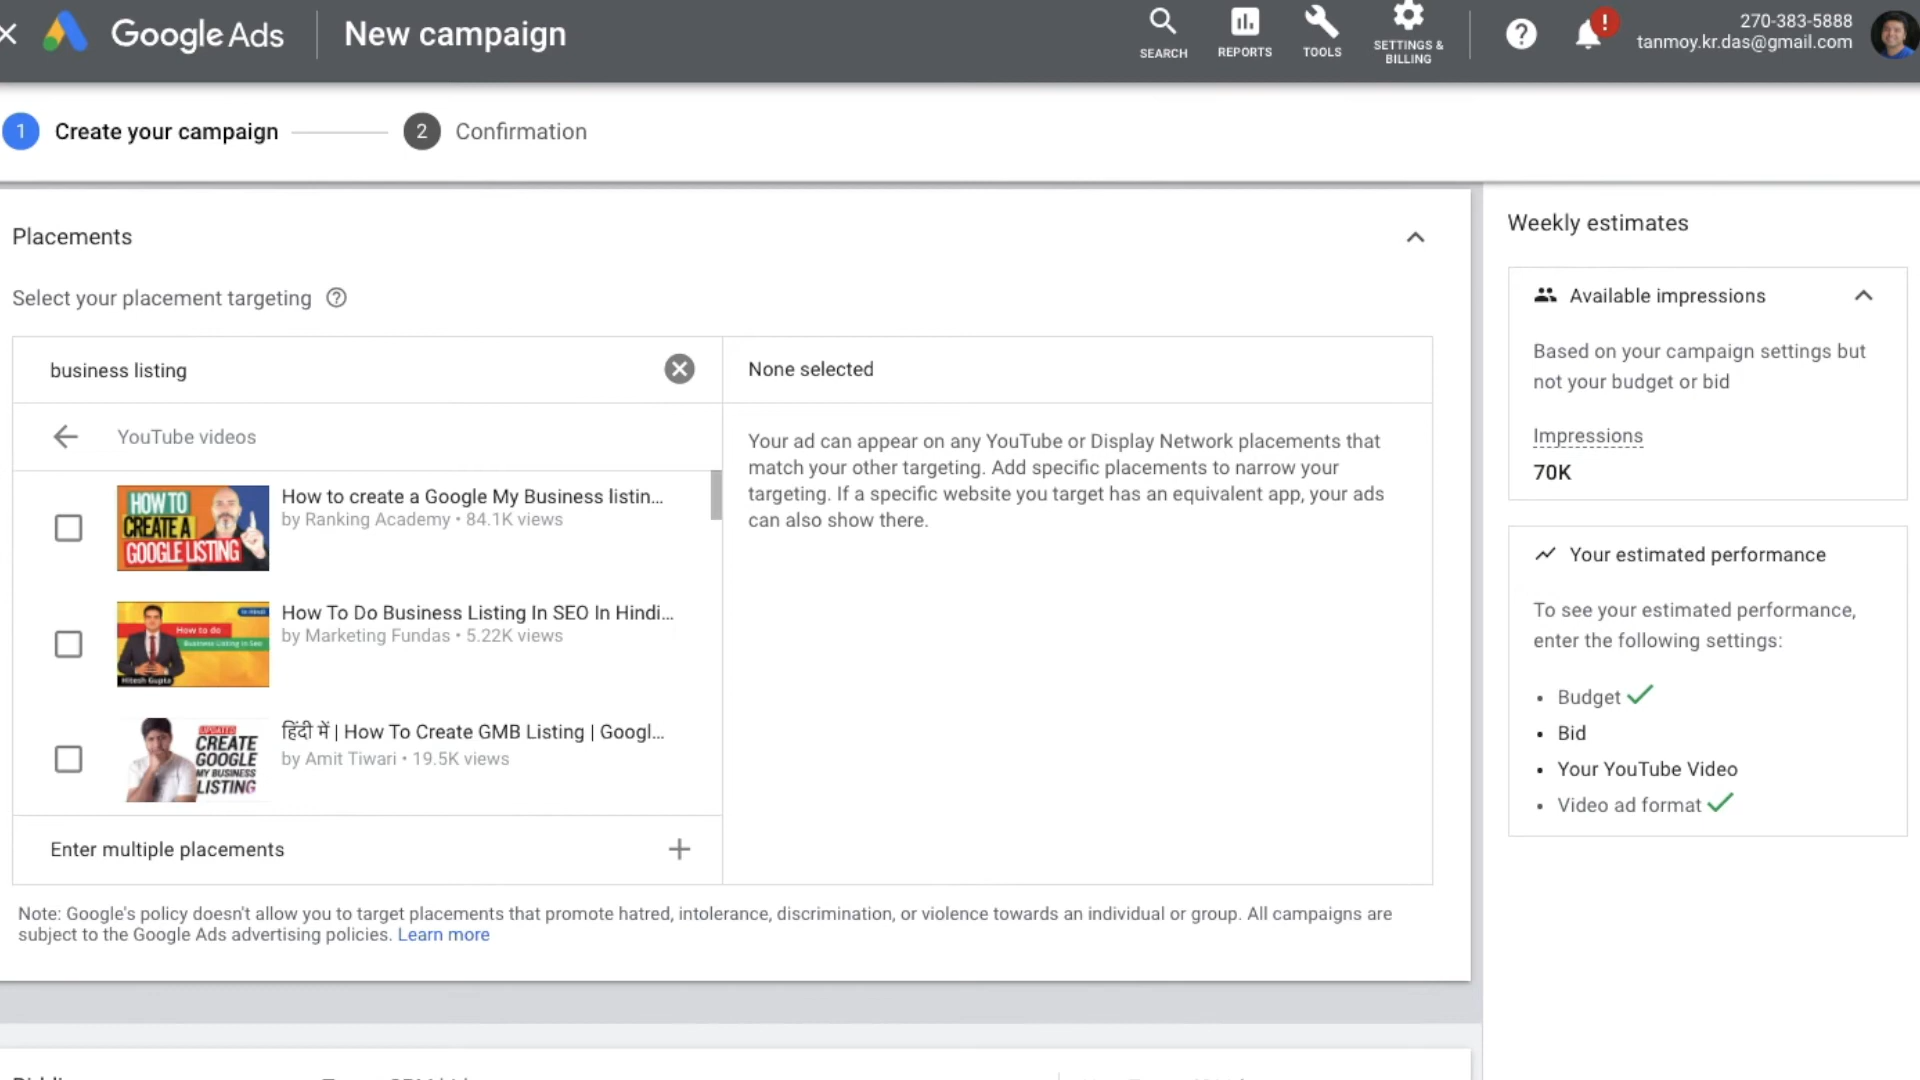 Google Ads
New campaign
SEARCH
REPORTS
TOOLS
SETTINGS &
BILLING
?
!
270-383-5888
tanmoy.kr.das@gmail.com
1 Create your campaign
2 Confirmation
Placements
Select your placement targeting
business listing
YouTube videos
HOW TO
CREATE A
GOOGLE LISTING
How to create a Google My Business listin...
by Ranking Academy • 84.1K views
How to do
Business Listing in Seo
Hitesh Gupta
How To Do Business Listing In SEO In Hindi...
by Marketing Fundas • 5.22K views
UPDATED
CREATE
GOOGLE
MY BUSINESS
LISTING
हिंदी में | How To Create GMB Listing | Googl...
by Amit Tiwari • 19.5K views
Enter multiple placements
None selected
Your ad can appear on any YouTube or Display Network placements that
match your other targeting. Add specific placements to narrow your
targeting. If a specific website you target has an equivalent app, your ads
can also show there.
Note: Google's policy doesn't allow you to target placements that promote hatred, intolerance, discrimination, or violence towards an individual or group. All campaigns are
subject to the Google Ads advertising policies. Learn more
Weekly estimates
Available impressions
Based on your campaign settings but
not your budget or bid
Impressions
70K
Your estimated performance
To see your estimated performance,
enter the following settings:
• Budget
• Bid
• Your YouTube Video
• Video ad format